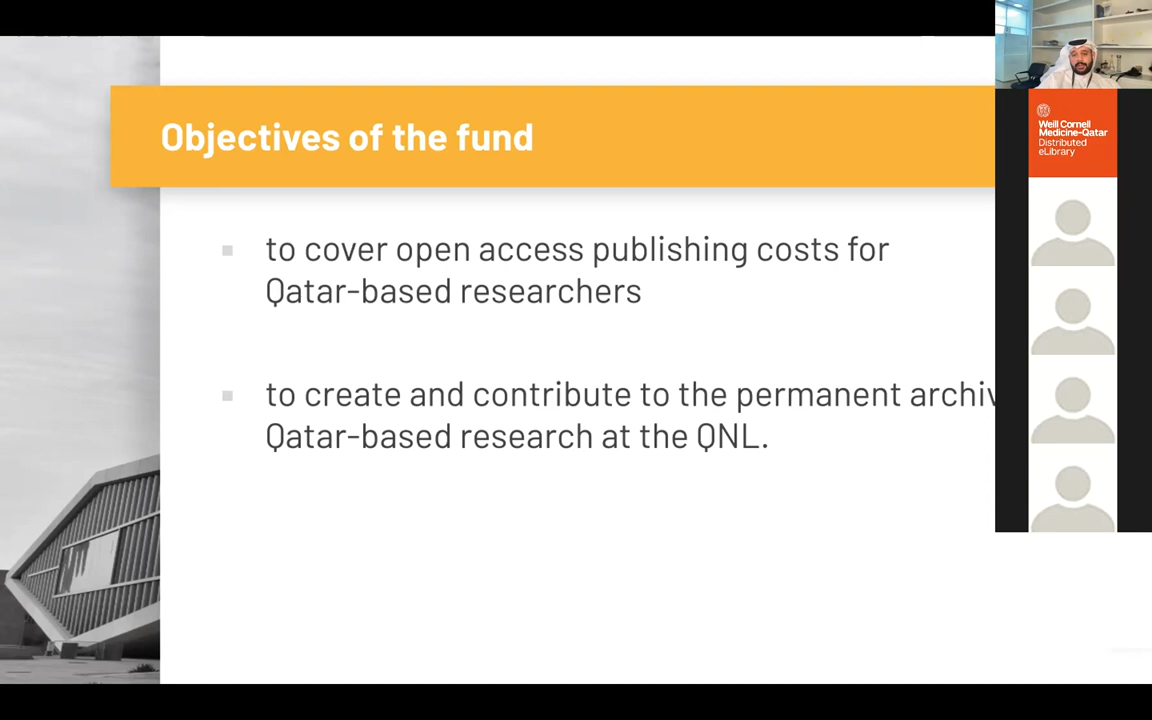 Objectives of the fund
to cover open access publishing costs for
Qatar-based researchers
to create and contribute to the permanent
Qatar-based research at the QNL.
Weill Cornell
Medicine-Qatar
Distributed
eLibrary